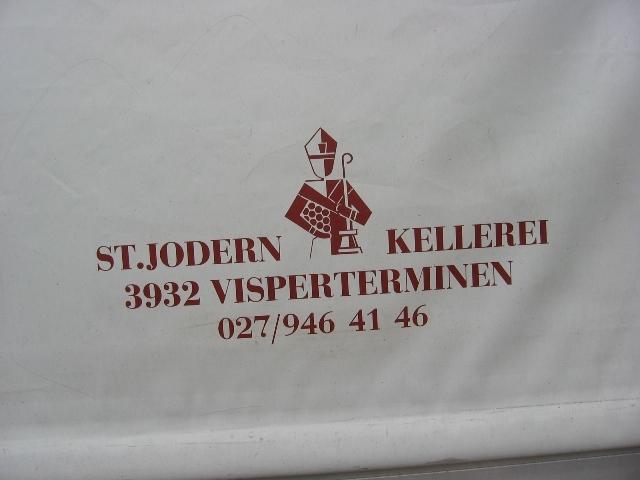 ST.JODERN KELLEREI
3932 VISPERTERMINEN
027/946 41 46